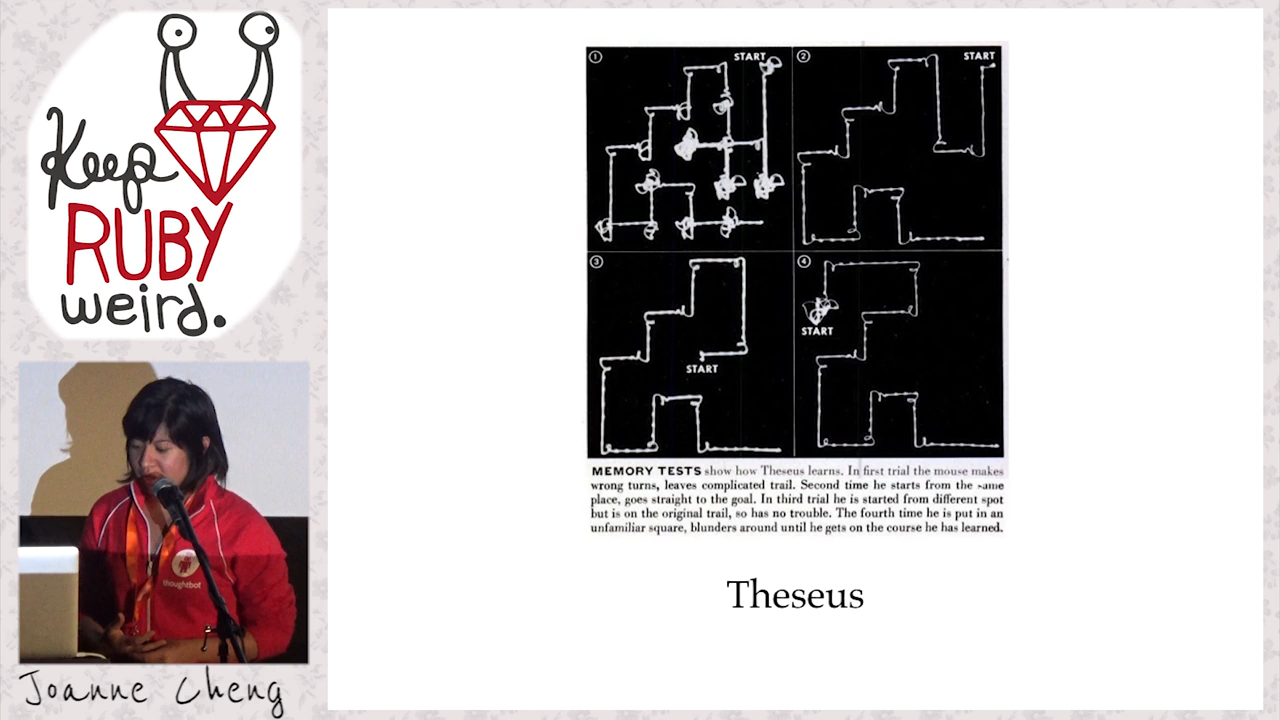 Keep
RUBY
weird.
thoughtbot
Joanne Cheng
1 START
2 START
3
START
4
START
MEMORY TESTS show how Theseus learns. In first trial the mouse makes
wrong turns, leaves complicated trail. Second time he starts from the same
place, goes straight to the goal. In third trial he is started from different spot
but is on the original trail, so has no trouble. The fourth time he is put in an
unfamiliar square, blunders around until he gets on the course he has learned.
Theseus